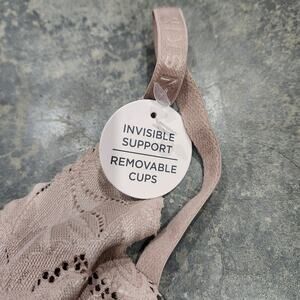 INVISIBLE
SUPPORT
REMOVABLE
CUPS